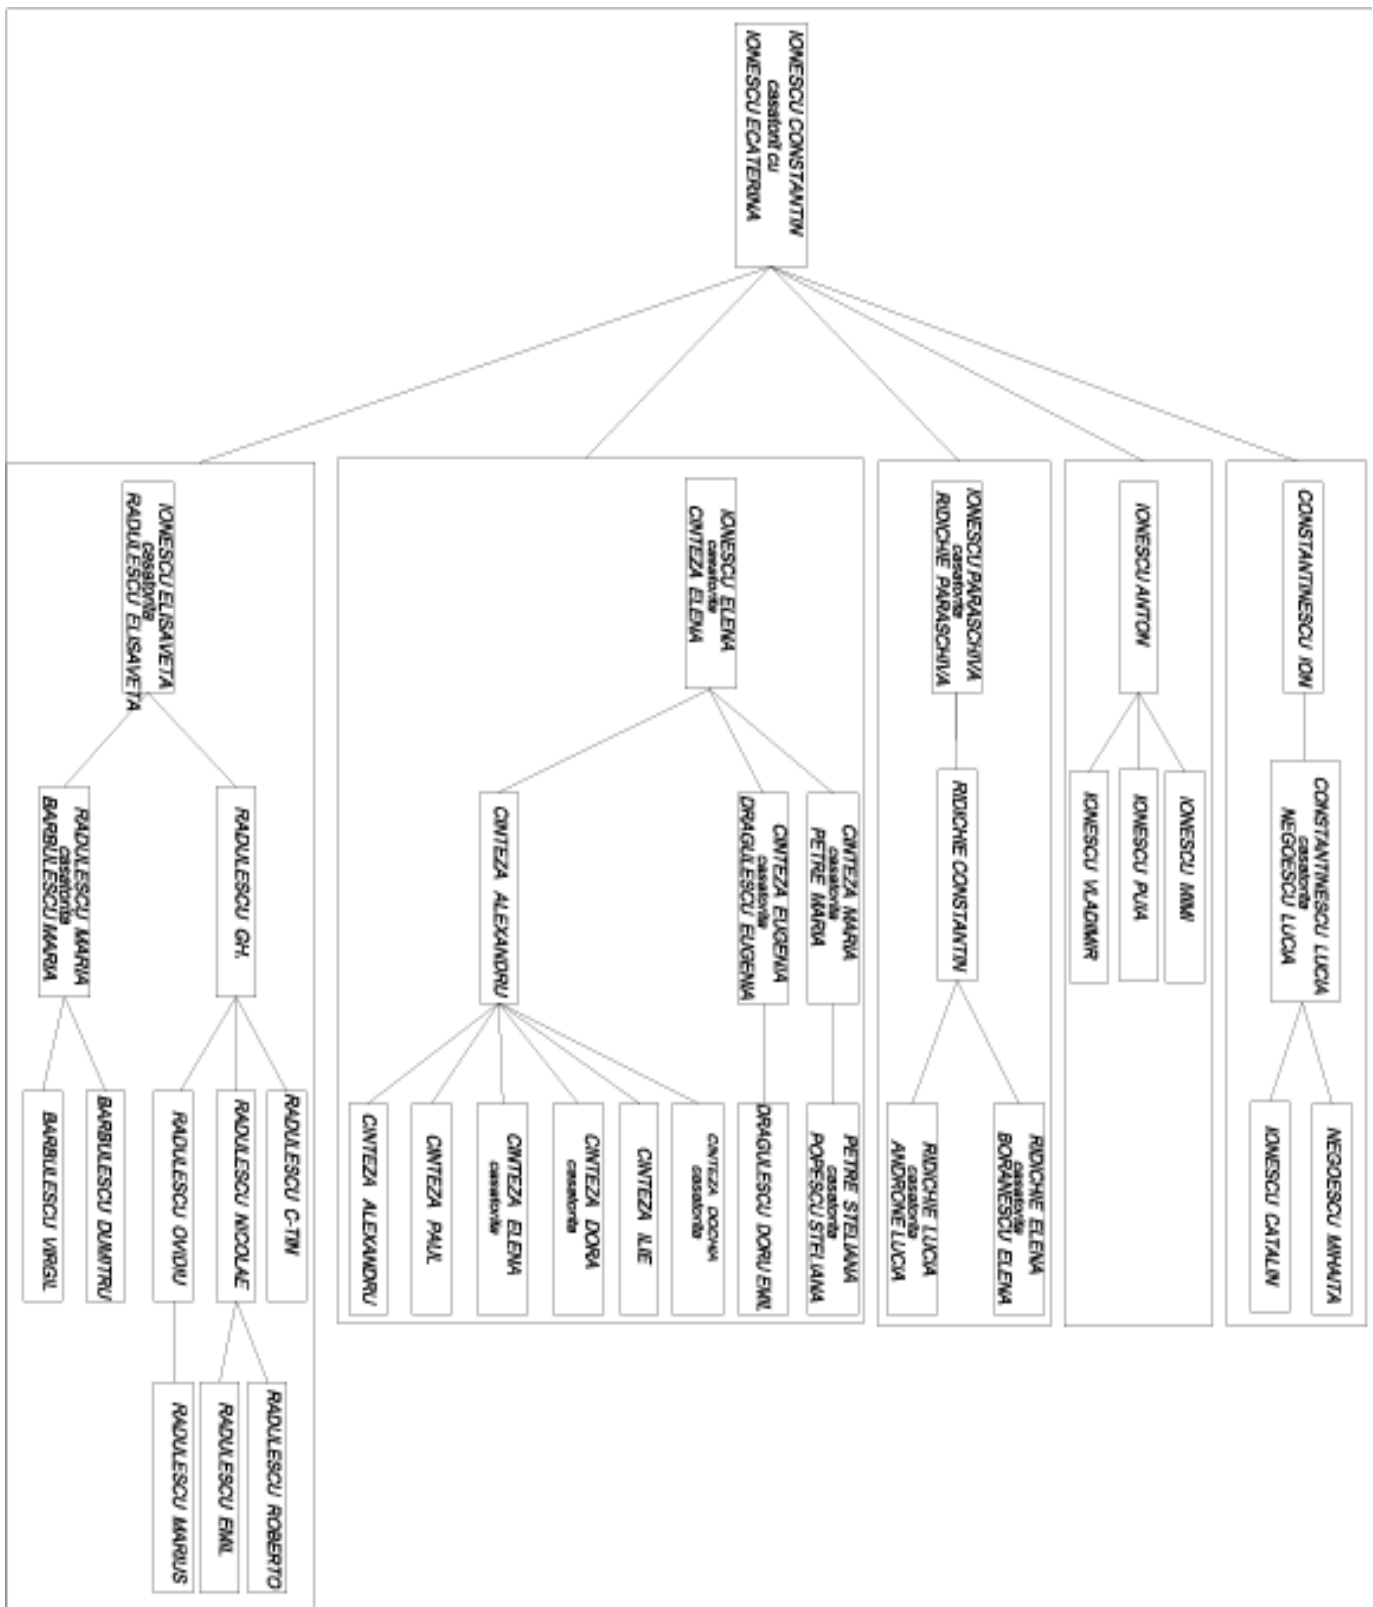 IONESCU CONSTANTIN
casatorit cu
IONESCU ECATERINA
CONSTANTINESCU ION
IONESCU ANTON
IONESCU PARASCHIVA
casatorita
RIDICHIE PARASCHIVA
IONESCU ELENA
casatorita
CINTEZA ELENA
IONESCU ELISAVETA
casatorita
RADULESCU ELISAVETA
CONSTANTINESCU LUCIA
casatorita
NEGOESCU LUCIA
IONESCU MIMI
IONESCU PUIA
IONESCU VLADIMIR
RIDICHIE CONSTANTIN
CINTEZA MARIA
casatorita
PETRE MARIA
CINTEZA EUGENIA
casatorita
DRAGULESCU EUGENIA
CINTEZA ALEXANDRU
RADULESCU GH.
RADULESCU MARIA
casatorita
BARBULESCU MARIA
NEGOESCU MIHAITA
IONESCU CATALIN
RIDICHIE ELENA
casatorita
BORANESCU ELENA
RIDICHIE LUCIA
casatorita
ANDRONE LUCIA
PETRE STELIANA
casatorita
POPESCU STELIANA
DRAGULESCU DORU EMIL
CINTEZA DOCHIA
casatorita
CINTEZA ILIE
CINTEZA DORA
casatorita
CINTEZA ELENA
casatorita
CINTEZA PAUL
CINTEZA ALEXANDRU
RADULESCU C-TIN
RADULESCU NICOLAE
RADULESCU OVIDIU
BARBULESCU DUMITRU
BARBULESCU VIRGIL
RADULESCU ROBERTO
RADULESCU EMIL
RADULESCU MARIUS